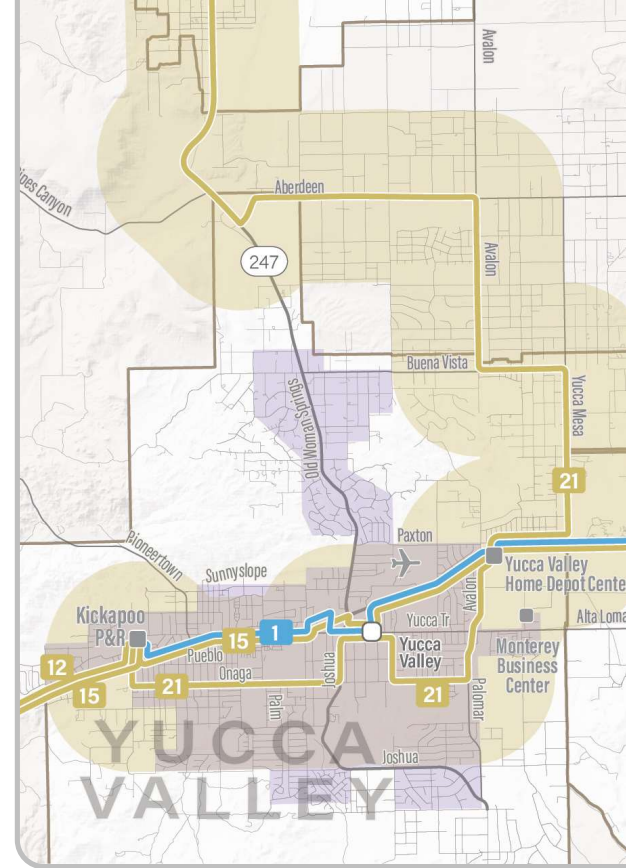 Avalon
ipes Canyon
Aberdeen
Avalon
247
Buena Vista
Old Woman Springs
Yucca Mesa
21
Paxton
Pioneertown
Sunnyslope
Yucca Valley
Home Depot Cente
Avalon
Kickapoo
P&R
Yucca Tr
Alta Loma
15
1
Pueblo
Yucca
Valley
Monterey
Business
Center
12
15
Onaga
21
Joshua
Palm
21
Palomar
YUCCA
VALLEY
Joshua